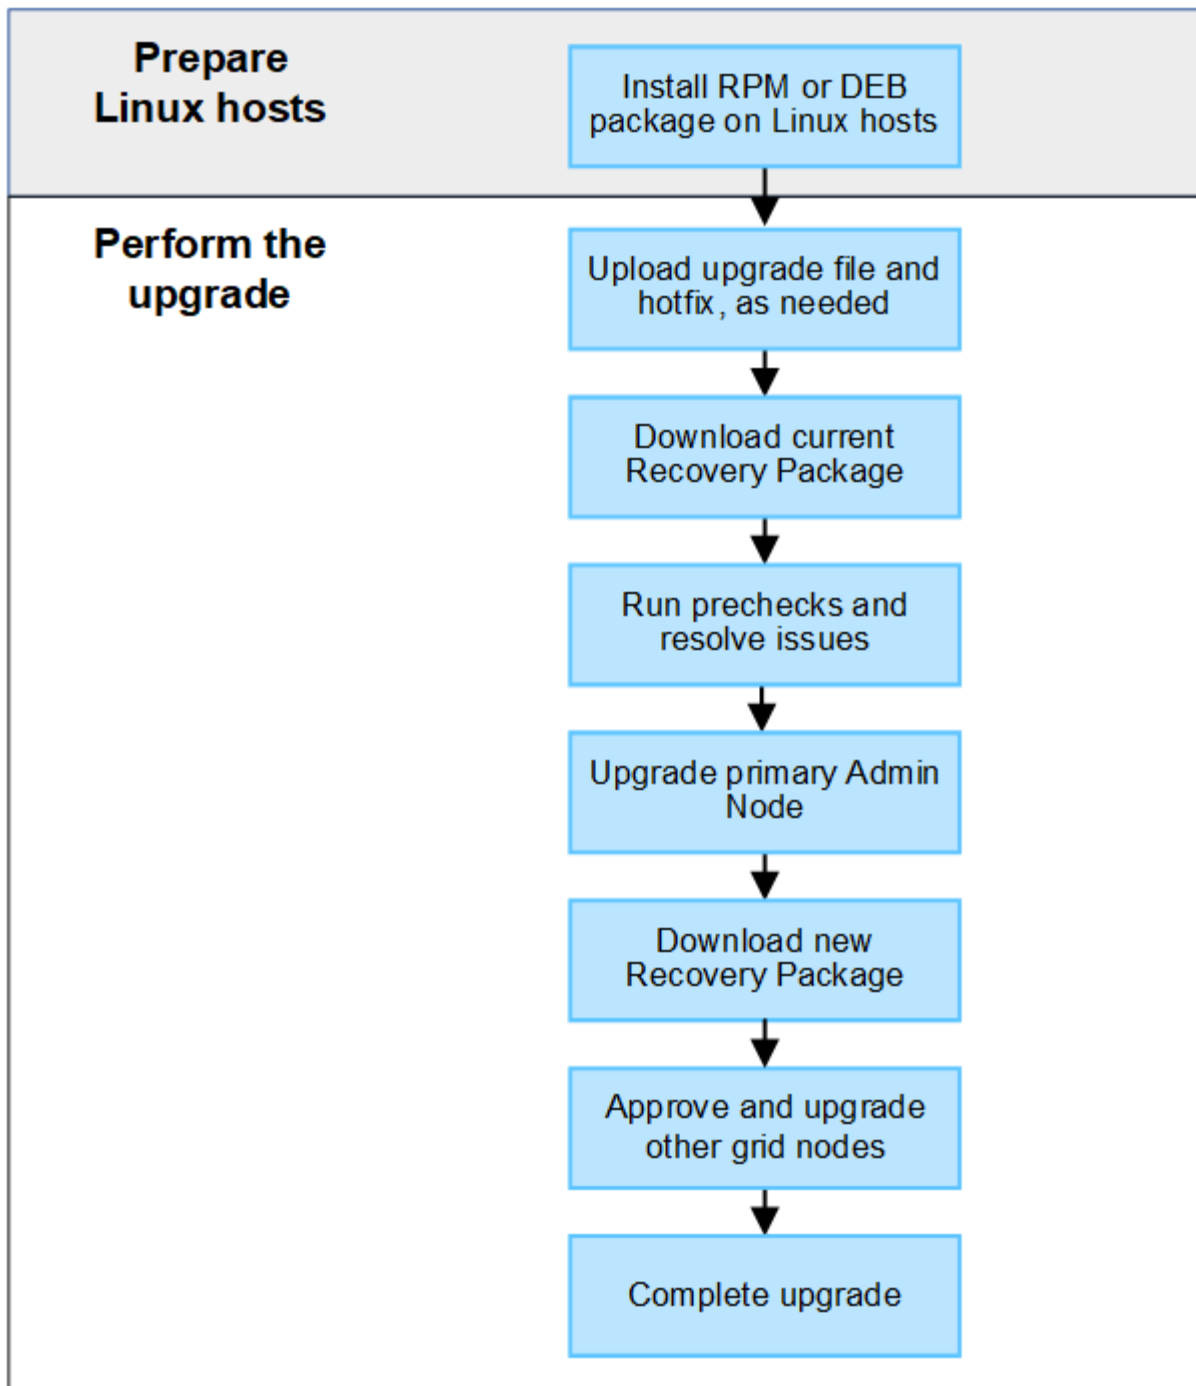 Prepare
Linux hosts
Install RPM or DEB
package on Linux hosts
Perform the
upgrade
Upload upgrade file and
hotfix, as needed
Download current
Recovery Package
Run prechecks and
resolve issues
Upgrade primary Admin
Node
Download new
Recovery Package
Approve and upgrade
other grid nodes
Complete upgrade